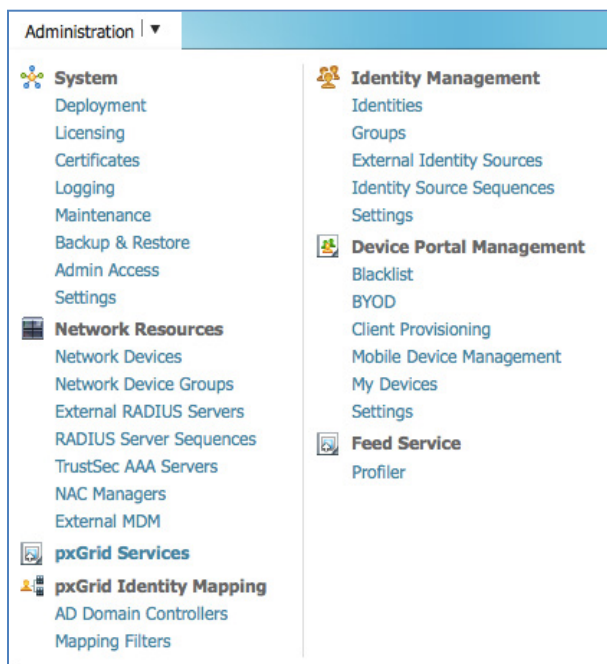 Administration
System
Deployment
Licensing
Certificates
Logging
Maintenance
Backup & Restore
Admin Access
Settings
Network Resources
Network Devices
Network Device Groups
External RADIUS Servers
RADIUS Server Sequences
TrustSec AAA Servers
NAC Managers
External MDM
pxGrid Services
pxGrid Identity Mapping
AD Domain Controllers
Mapping Filters
Identity Management
Identities
Groups
External Identity Sources
Identity Source Sequences
Settings
Device Portal Management
Blacklist
BYOD
Client Provisioning
Mobile Device Management
My Devices
Settings
Feed Service
Profiler